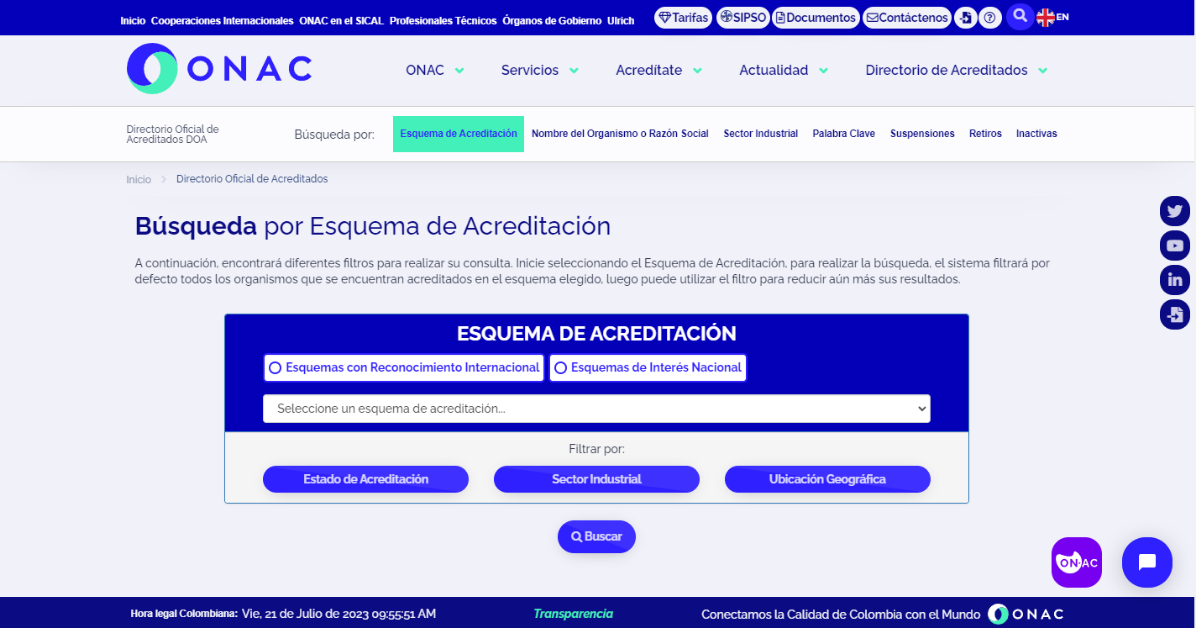 Inicio Cooperaciones Internacionales ONAC en el SICAL Profesionales Técnicos Órganos de Gobierno Ulrich Tarifas SIPSO Documentos Contáctenos EN
ONAC ONAC Servicios Acredítate Actualidad Directorio de Acreditados
Directorio Oficial de
Acreditados DOA
Búsqueda por: Esquema de Acreditación Nombre del Organismo o Razón Social Sector Industrial Palabra Clave Suspensiones Retiros Inactivas
Inicio > Directorio Oficial de Acreditados
Búsqueda por Esquema de Acreditación
A continuación, encontrará diferentes filtros para realizar su consulta. Inicie seleccionando el Esquema de Acreditación, para realizar la búsqueda, el sistema filtrará por
defecto todos los organismos que se encuentran acreditados en el esquema elegido, luego puede utilizar el filtro para reducir aún más sus resultados.
ESQUEMA DE ACREDITACIÓN
Esquemas con Reconocimiento Internacional Esquemas de Interés Nacional
Seleccione un esquema de acreditación...
Filtrar por:
Estado de Acreditación Sector Industrial Ubicación Geográfica
Buscar
ON AC
Hora legal Colombiana: Vie, 21 de Julio de 2023 09:55:51 AM Transparencia Conectamos la Calidad de Colombia con el Mundo ONAC